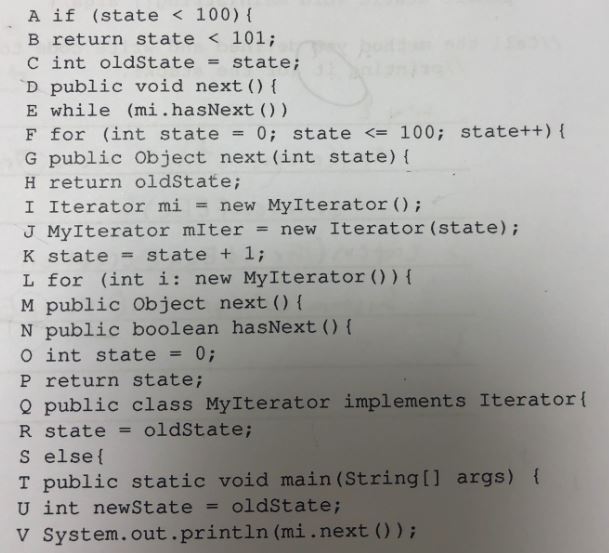 A if (state < 100){
B return state < 101;
C int oldState = state;
D public void next(){
E while (mi.hasNext())
F for (int state = 0; state <= 100; state++){
G public Object next(int state){
H return oldState;
I Iterator mi = new MyIterator();
J MyIterator mIter = new Iterator(state);
K state = state + 1;
L for (int i: new MyIterator()){
M public Object next(){
N public boolean hasNext(){
O int state = 0;
P return state;
Q public class MyIterator implements Iterator{
R state = oldState;
S else{
T public static void main(String[] args) {
U int newState = oldState;
V System.out.println(mi.next());